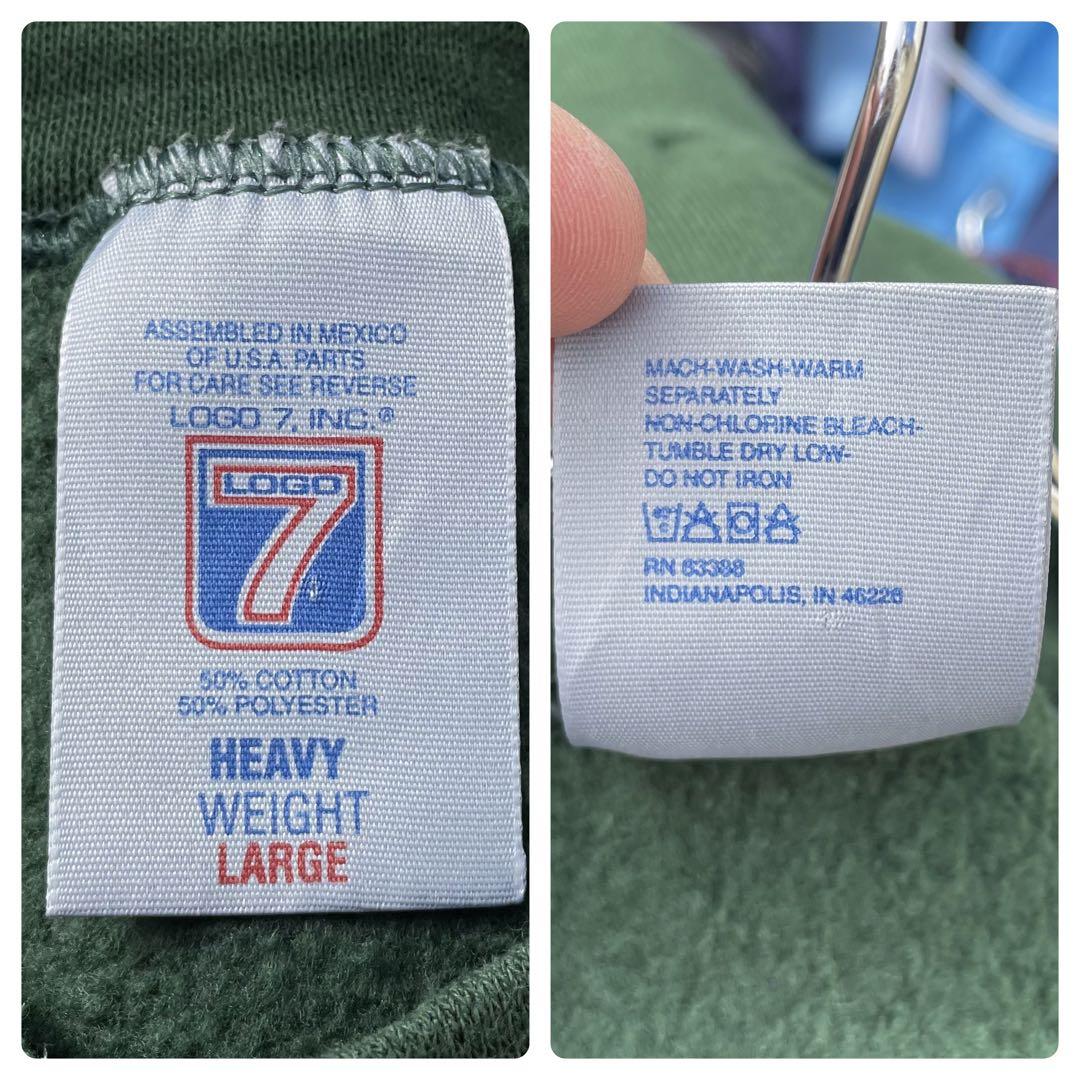 ASSEMBLED IN MEXICO
OF U.S.A. PARTS
FOR CARE SEE REVERSE
LOGO 7, INC.®
LOGO
7
®
50% COTTON
50% POLYESTER
HEAVY
WEIGHT
LARGE
MACH-WASH-WARM
SEPARATELY
NON-CHLORINE BLEACH-
TUMBLE DRY LOW-
DO NOT IRON
RN 63398
INDIANAPOLIS, IN 46226